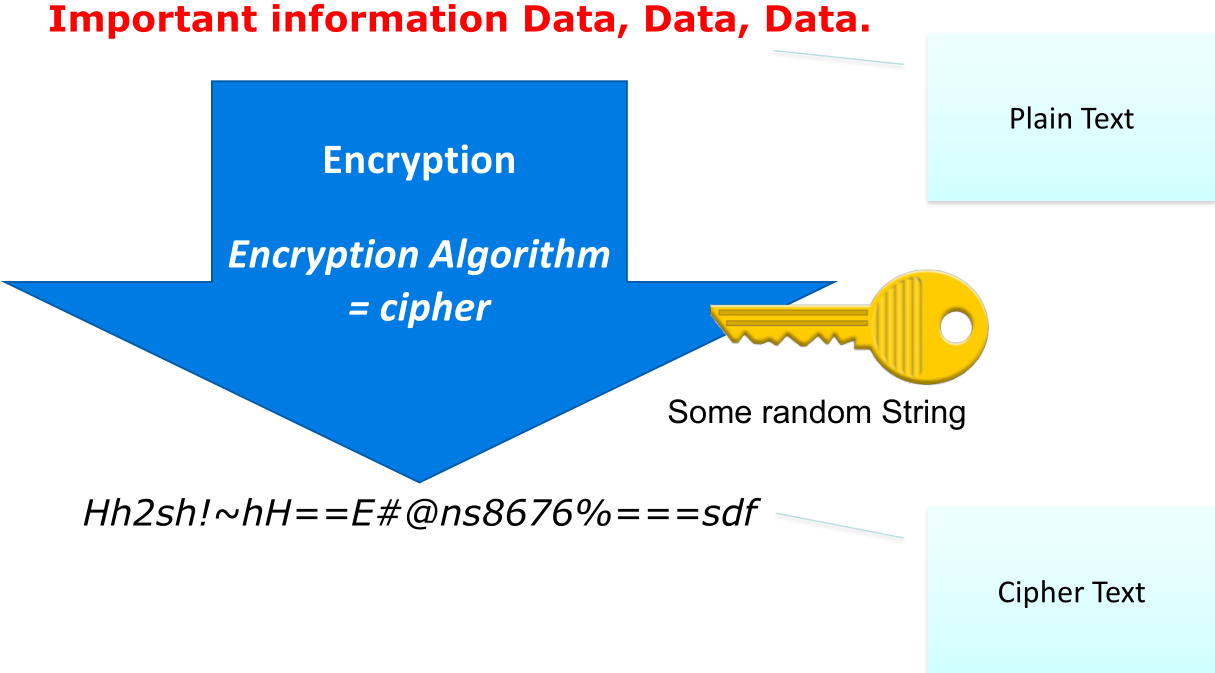 Important information Data, Data, Data.
Plain Text
Encryption
Encryption Algorithm
= cipher
Some random String
Hh2sh!~hH==E#@ns8676%===sdf
Cipher Text